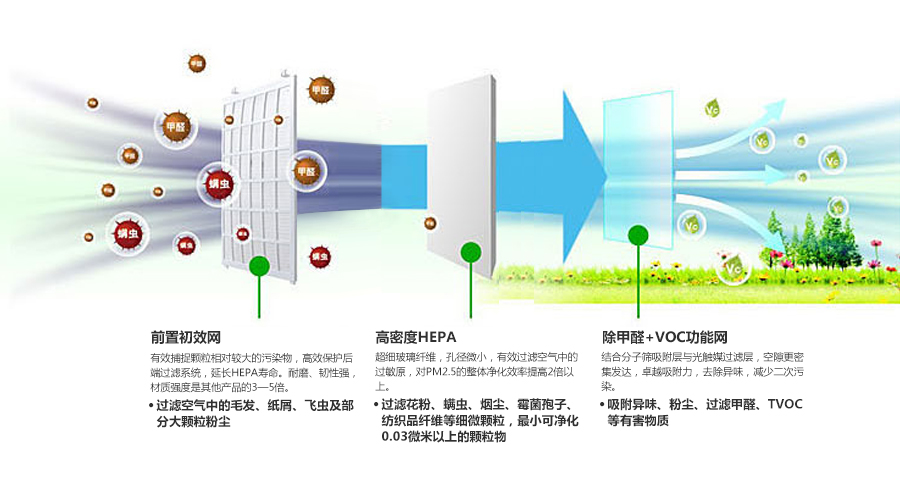 甲醛
甲醛
甲醛
甲醛
甲醛
螨虫
甲醛
螨虫
螨虫
螨虫
Vc
Vc
Vc
Vc
Vc
前置初效网
有效捕捉颗粒相对较大的污染物，高效保护后
端过滤系统，延长HEPA寿命。耐磨、韧性强，
材质强度是其他产品的3—5倍。
• 过滤空气中的毛发、纸屑、飞虫及部
分大颗粒粉尘
高密度HEPA
超细玻璃纤维，孔径微小，有效过滤空气中的
过敏原，对PM2.5的整体净化效率提高2倍以
上。
• 过滤花粉、螨虫、烟尘、霉菌孢子、
纺织品纤维等细微颗粒，最小可净化
0.03微米以上的颗粒物
除甲醛+VOC功能网
结合分子筛吸附层与光触媒过滤层，空隙更密
集发达，卓越吸附力，去除异味，减少二次污
染。
• 吸附异味、粉尘、过滤甲醛、TVOC
等有害物质